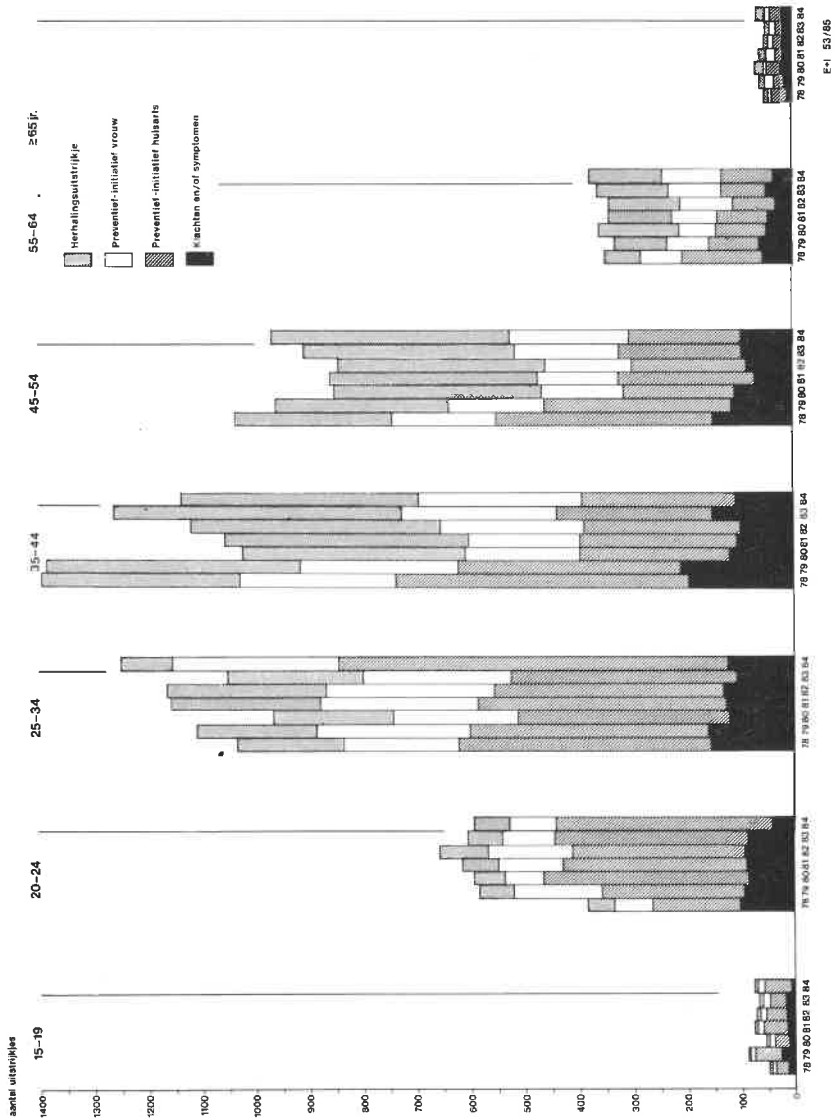 aantal uitstrijkjes
15-19
20-24
25-34
35-44
45-54
55-64
≥65 jr.
Herhalingsuitstrijkje
Preventief-initiatief vrouw
Preventief-initiatief huisarts
Klachten en/of symptomen
1400
1300
1200
1100
1000
900
800
700
600
500
400
300
200
100
78 79 80 81 82 83 84
78 79 80 81 82 83 84
78 79 80 81 82 83 84
78 79 80 81 82 83 84
78 79 80 81 82 83 84
78 79 80 81 82 83 84
78 79 80 81 82 83 84
E+I 53/85